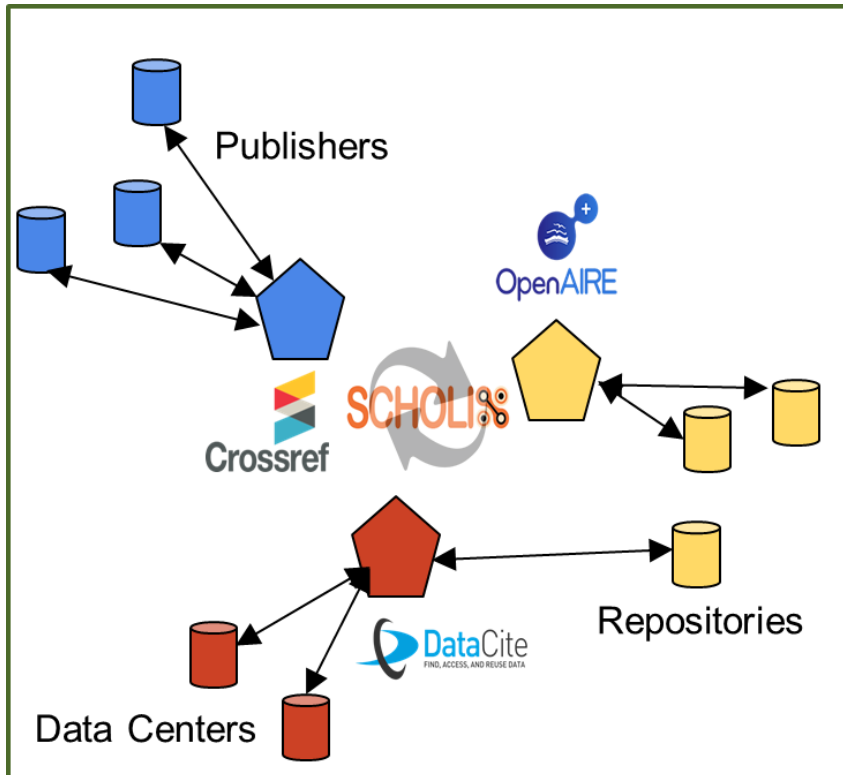 Publishers
OpenAIRE
SCHOLIX
Crossref
DataCite
FIND, ACCESS, AND REUSE DATA
Repositories
Data Centers